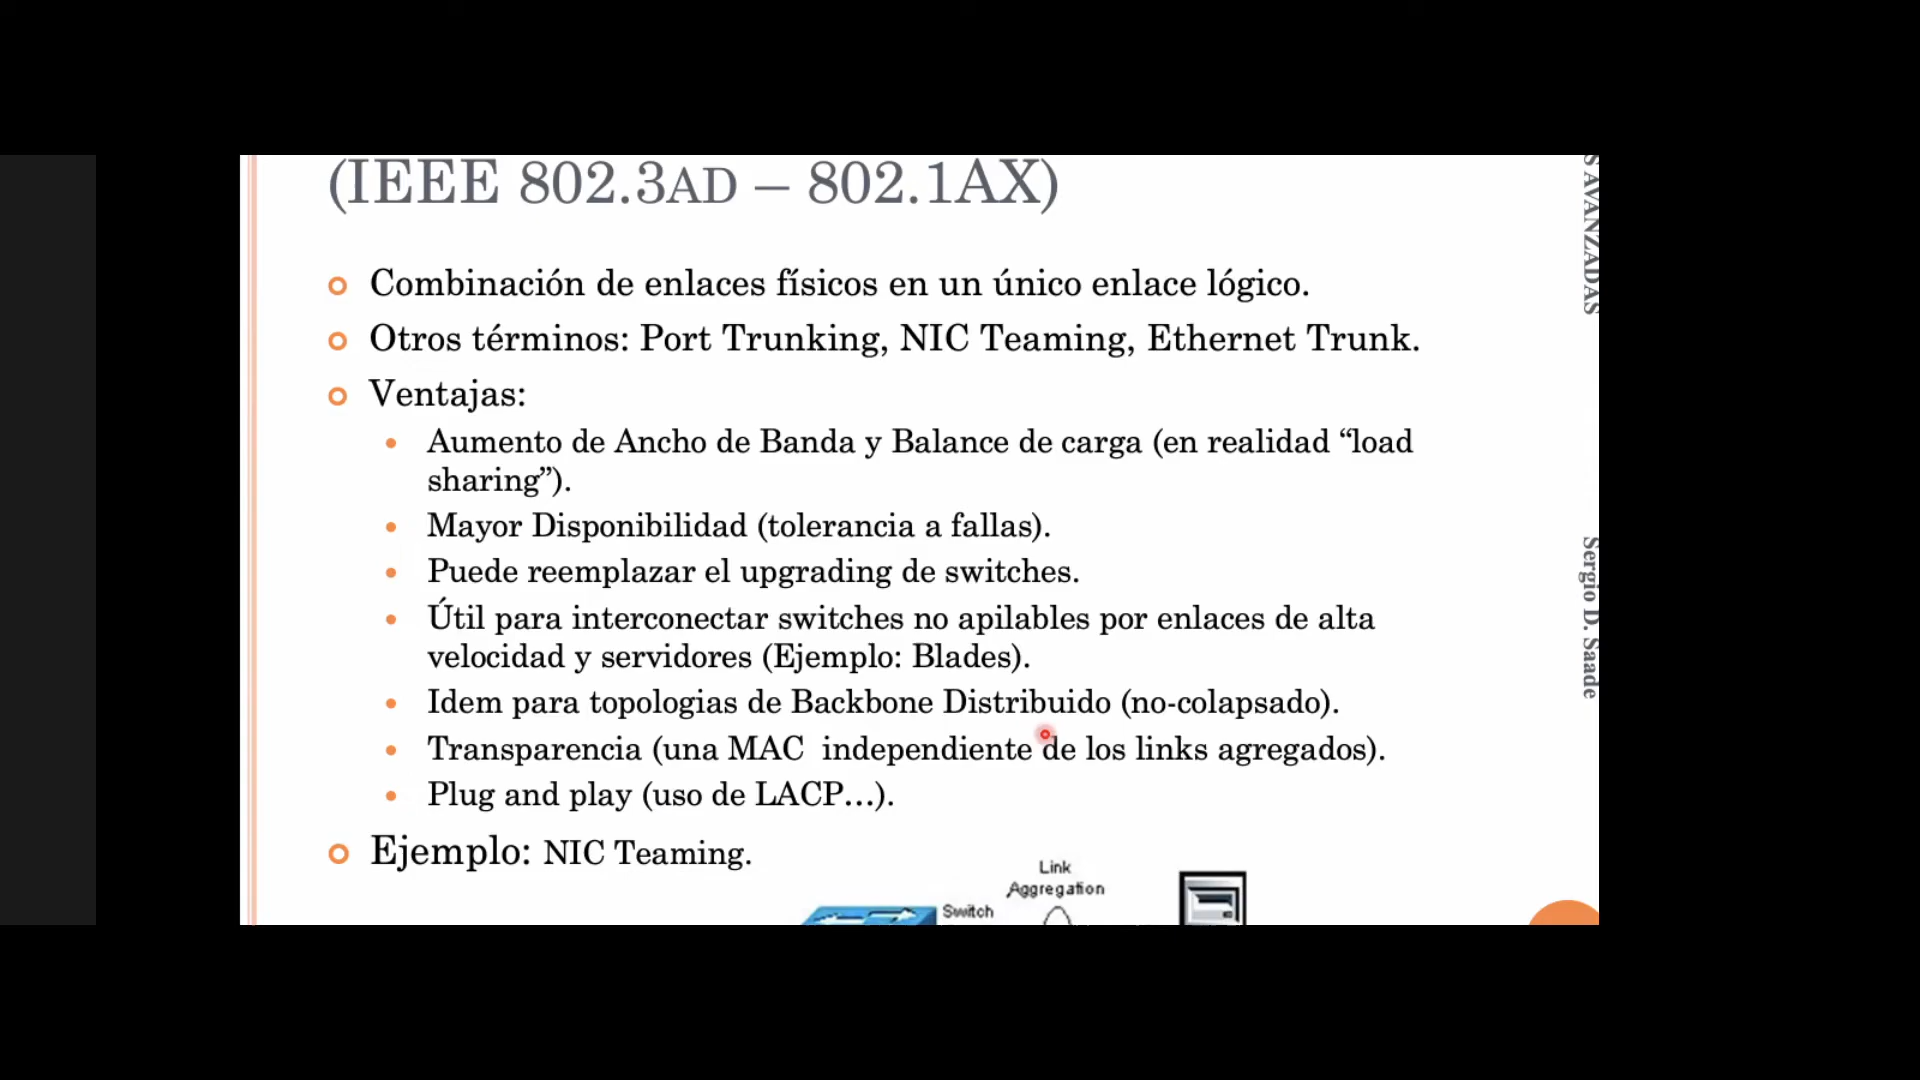 (IEEE 802.3AD – 802.1AX)
Combinación de enlaces físicos en un único enlace lógico.
Otros términos: Port Trunking, NIC Teaming, Ethernet Trunk.
Ventajas:
Aumento de Ancho de Banda y Balance de carga (en realidad “load
sharing”).
Mayor Disponibilidad (tolerancia a fallas).
Puede reemplazar el upgrading de switches.
Útil para interconectar switches no apilables por enlaces de alta
velocidad y servidores (Ejemplo: Blades).
Idem para topologias de Backbone Distribuido (no-colapsado).
Transparencia (una MAC  independiente de los links agregados).
Plug and play (uso de LACP…).
Ejemplo: NIC Teaming.
Link
Aggregation
Switch
S AVANZADAS
Sergio D. Saade